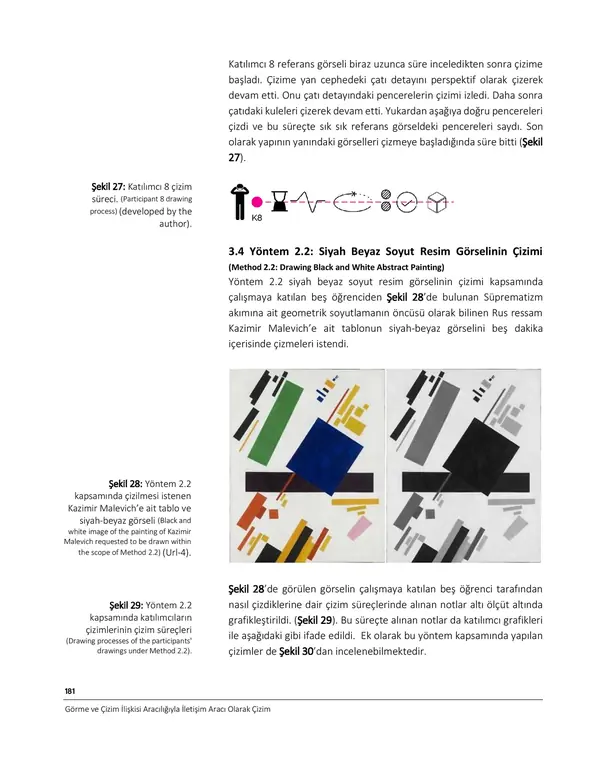 Katılımcı 8 referans görseli biraz uzunca süre inceledikten sonra çizime
başladı. Çizime yan cephedeki çatı detayını perspektif olarak çizerek
devam etti. Onu çatı detayındaki pencerelerin çizimi izledi. Daha sonra
çatıdaki kuleleri çizerek devam etti. Yukardan aşağıya doğru pencereleri
çizdi ve bu süreçte sık sık referans görseldeki pencereleri saydı. Son
olarak yapının yanındaki görselleri çizmeye başladığında süre bitti (Şekil
27).
Şekil 27: Katılımcı 8 çizim
süreci. (Participant 8 drawing
process) (developed by the
author).
K8
3.4 Yöntem 2.2: Siyah Beyaz Soyut Resim Görselinin Çizimi
(Method 2.2: Drawing Black and White Abstract Painting)
Yöntem 2.2 siyah beyaz soyut resim görselinin çizimi kapsamında
çalışmaya katılan beş öğrenciden Şekil 28'de bulunan Süprematizm
akımına ait geometrik soyutlamanın öncüsü olarak bilinen Rus ressam
Kazimir Malevich'e ait tablonun siyah-beyaz görselini beş dakika
içerisinde çizmeleri istendi.
Şekil 28: Yöntem 2.2
kapsamında çizilmesi istenen
Kazimir Malevich'e ait tablo ve
siyah-beyaz görseli (Black and
white image of the painting of Kazimir
Malevich requested to be drawn within
the scope of Method 2.2) (Url-4).
Şekil 28'de görülen görselin çalışmaya katılan beş öğrenci tarafından
nasıl çizdiklerine dair çizim süreçlerinde alınan notlar altı ölçüt altında
grafikleştirildi. (Şekil 29). Bu süreçte alınan notlar da katılımcı grafikleri
ile aşağıdaki gibi ifade edildi. Ek olarak bu yöntem kapsamında yapılan
çizimler de Şekil 30'dan incelenebilmektedir.
Şekil 29: Yöntem 2.2
kapsamında katılımcıların
çizimlerinin çizim süreçleri
(Drawing processes of the participants'
drawings under Method 2.2).
181
Görme ve Çizim İlişkisi Aracılığıyla İletişim Aracı Olarak Çizim